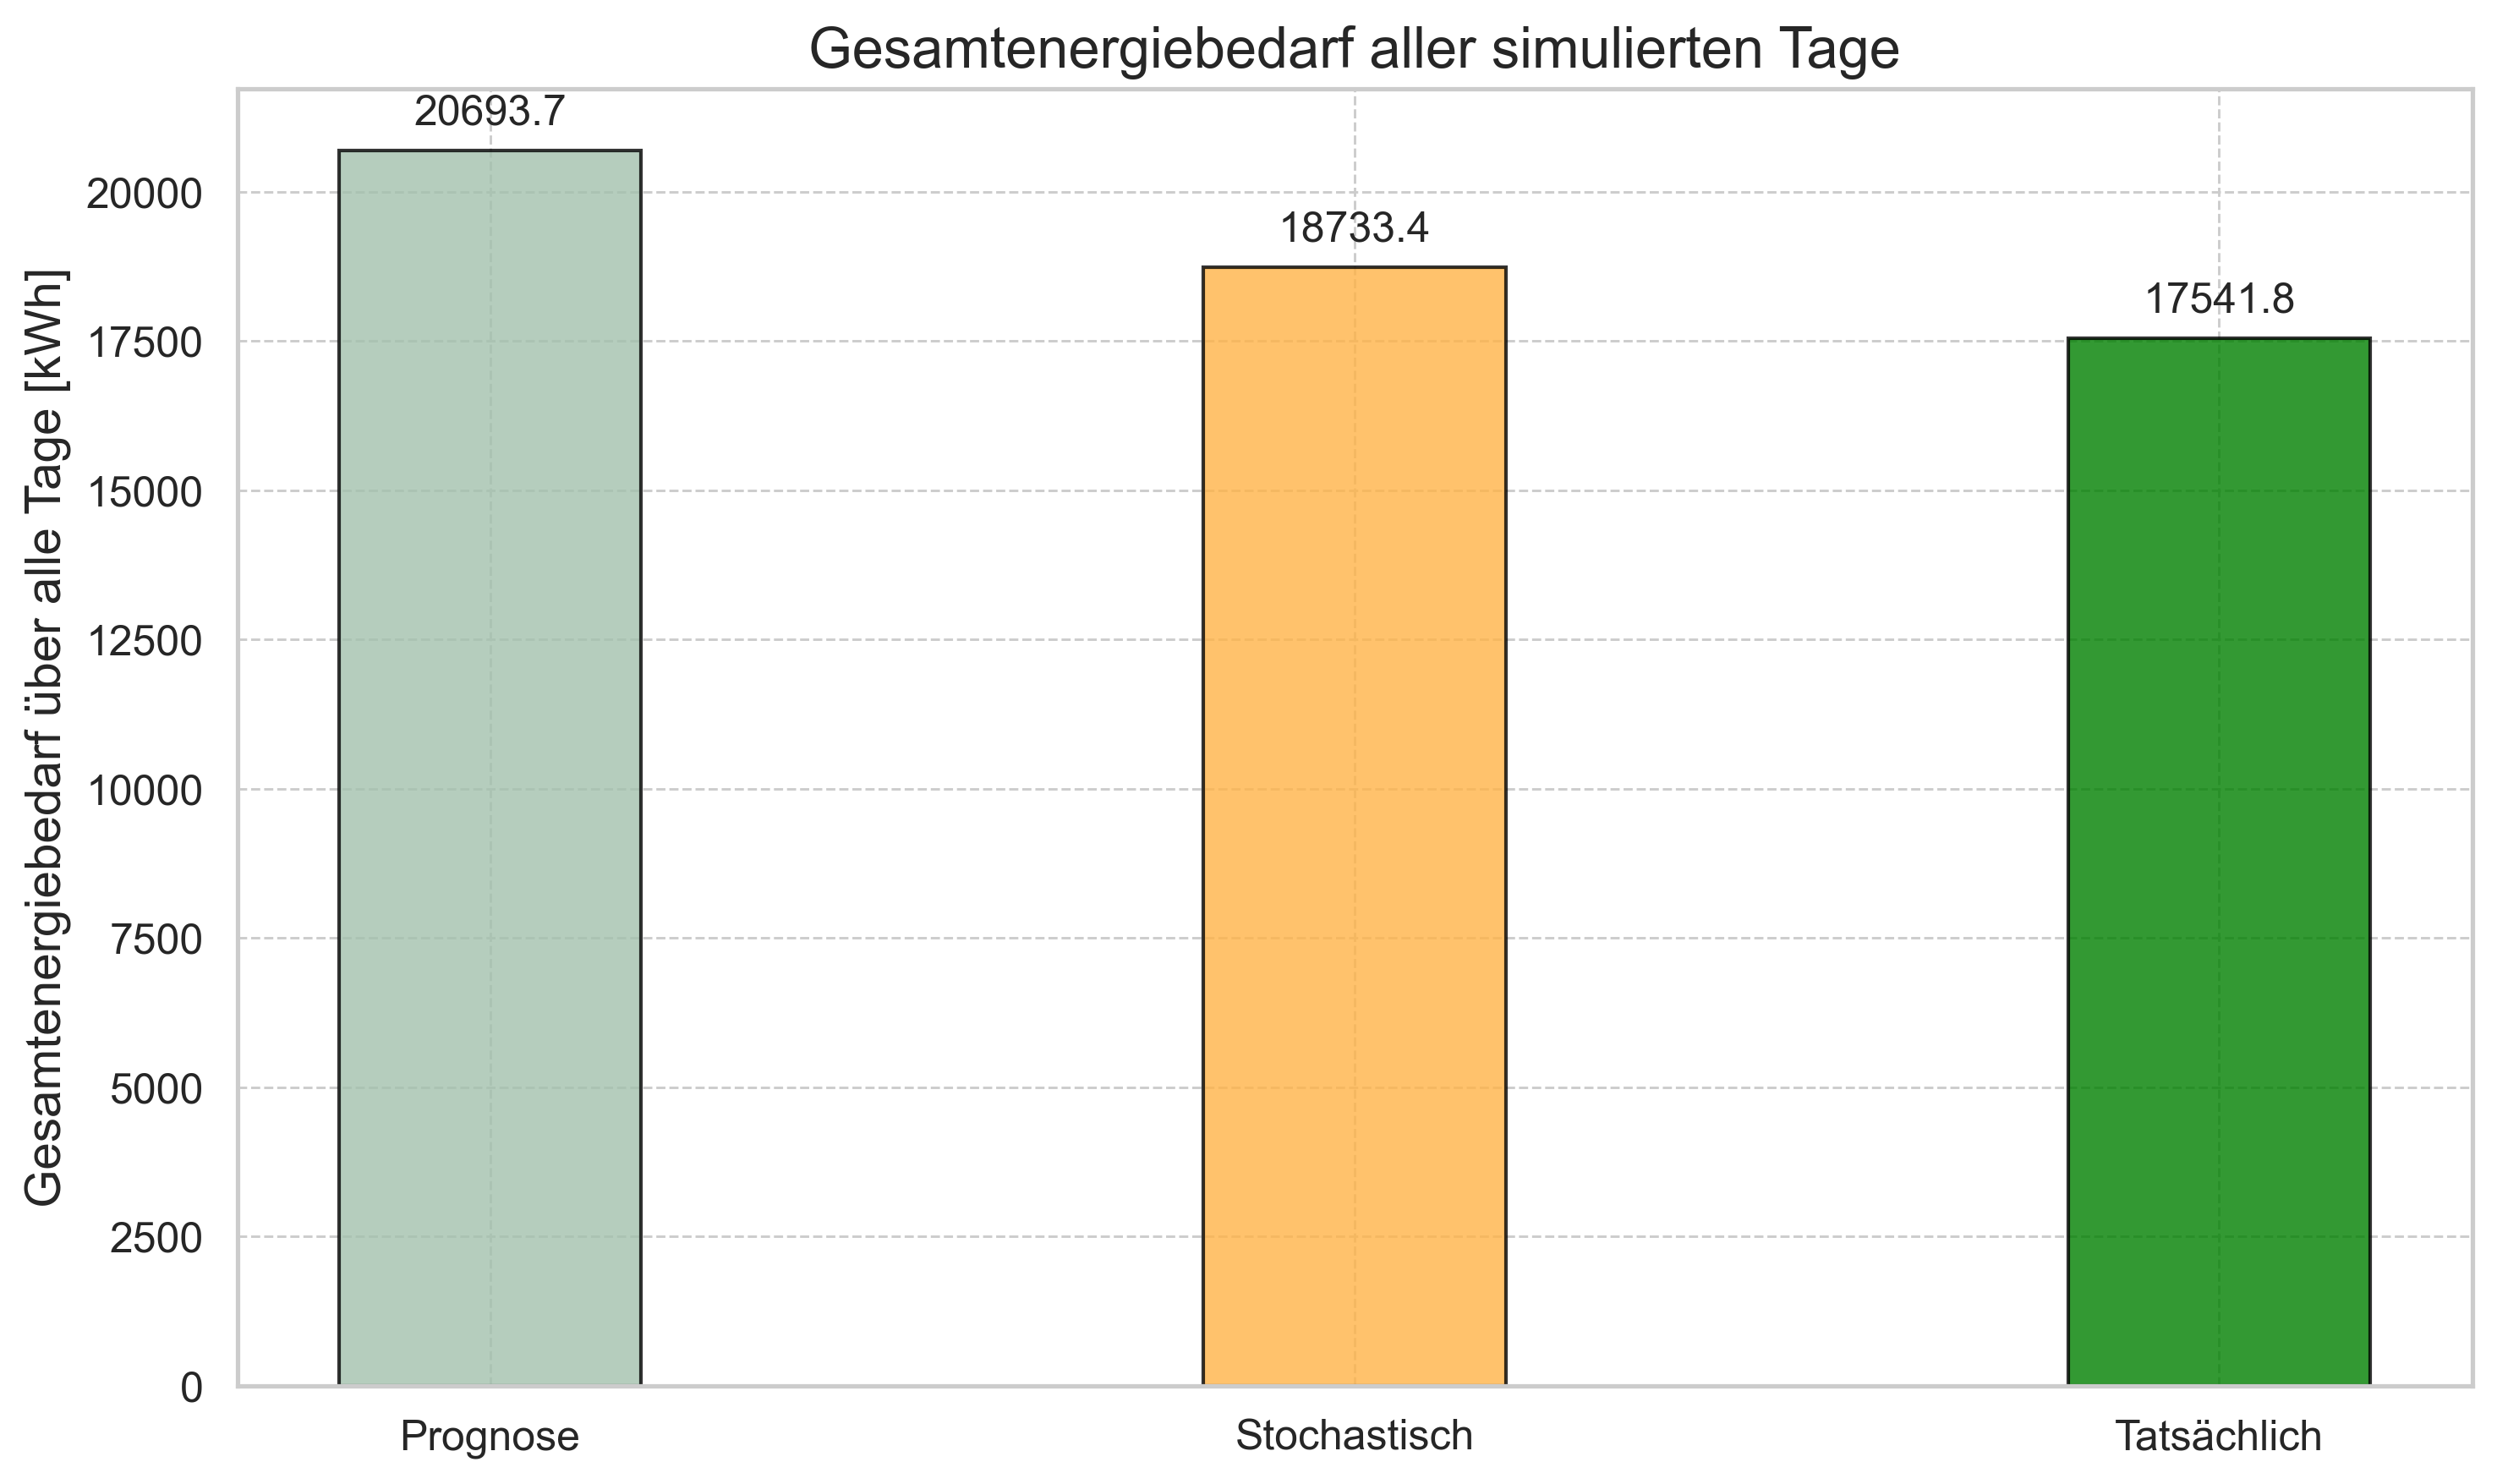 Gesamtenergiebedarf aller simulierten Tage
Gesamtenergiebedarf über alle Tage [kWh]
20000
17500
15000
12500
10000
7500
5000
2500
0
20693.7
18733.4
17541.8
Prognose
Stochastisch
Tatsächlich